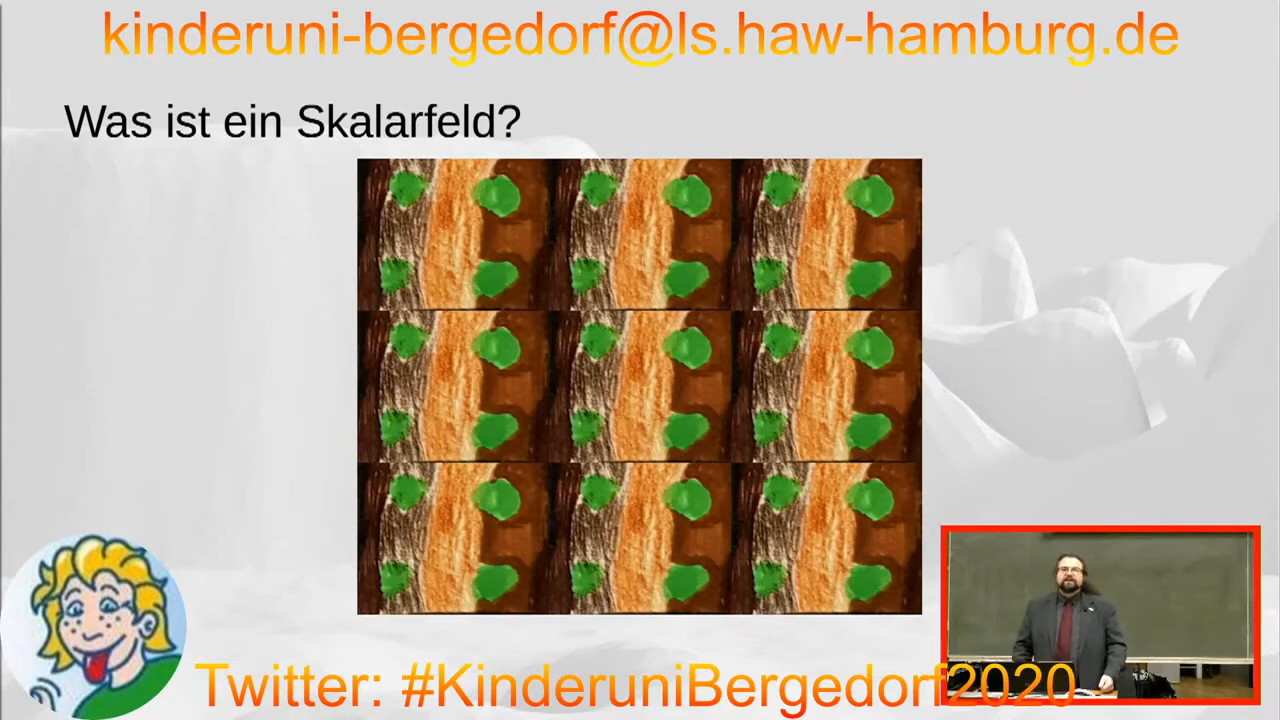 kinderuni-bergedorf@ls.haw-hamburg.de
Was ist ein Skalarfeld?
Twitter: #KinderuniBergedorf2020